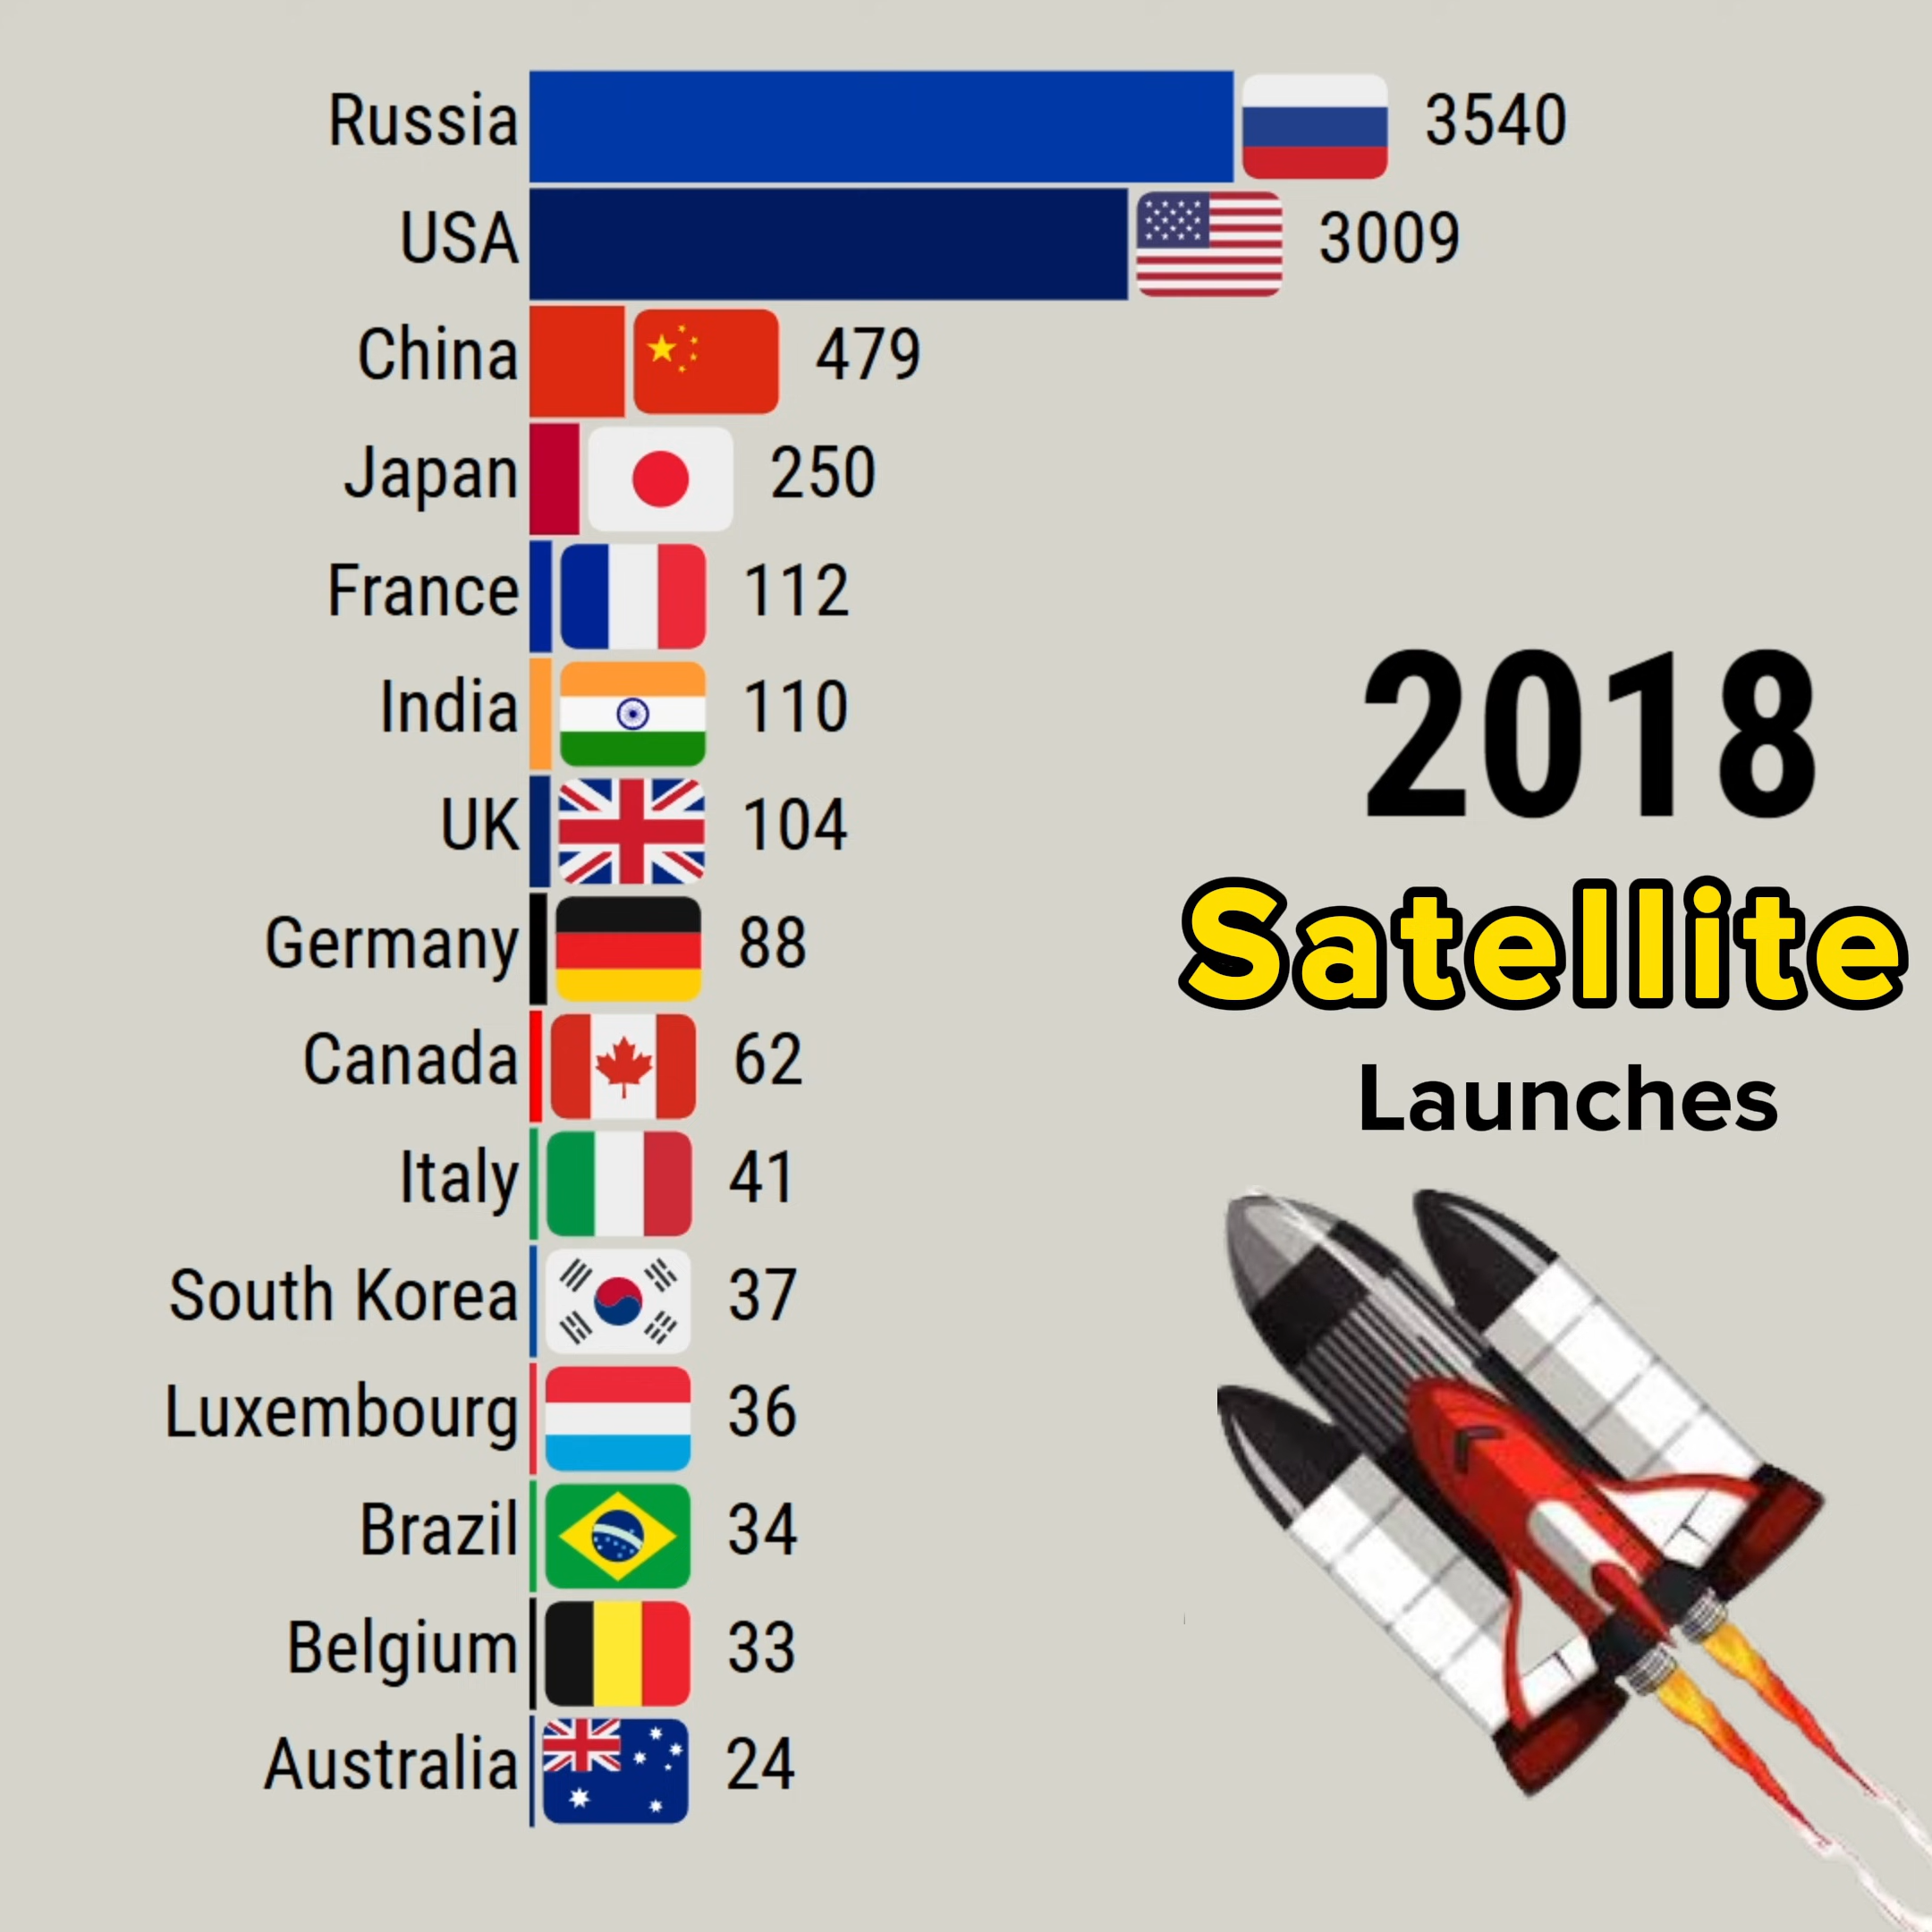 Russia 3540
USA 3009
China 479
Japan 250
France 112
India 110
UK 104
Germany 88
Canada 62
Italy 41
South Korea 37
Luxembourg 36
Brazil 34
Belgium 33
Australia 24
2018
Satellite
Launches